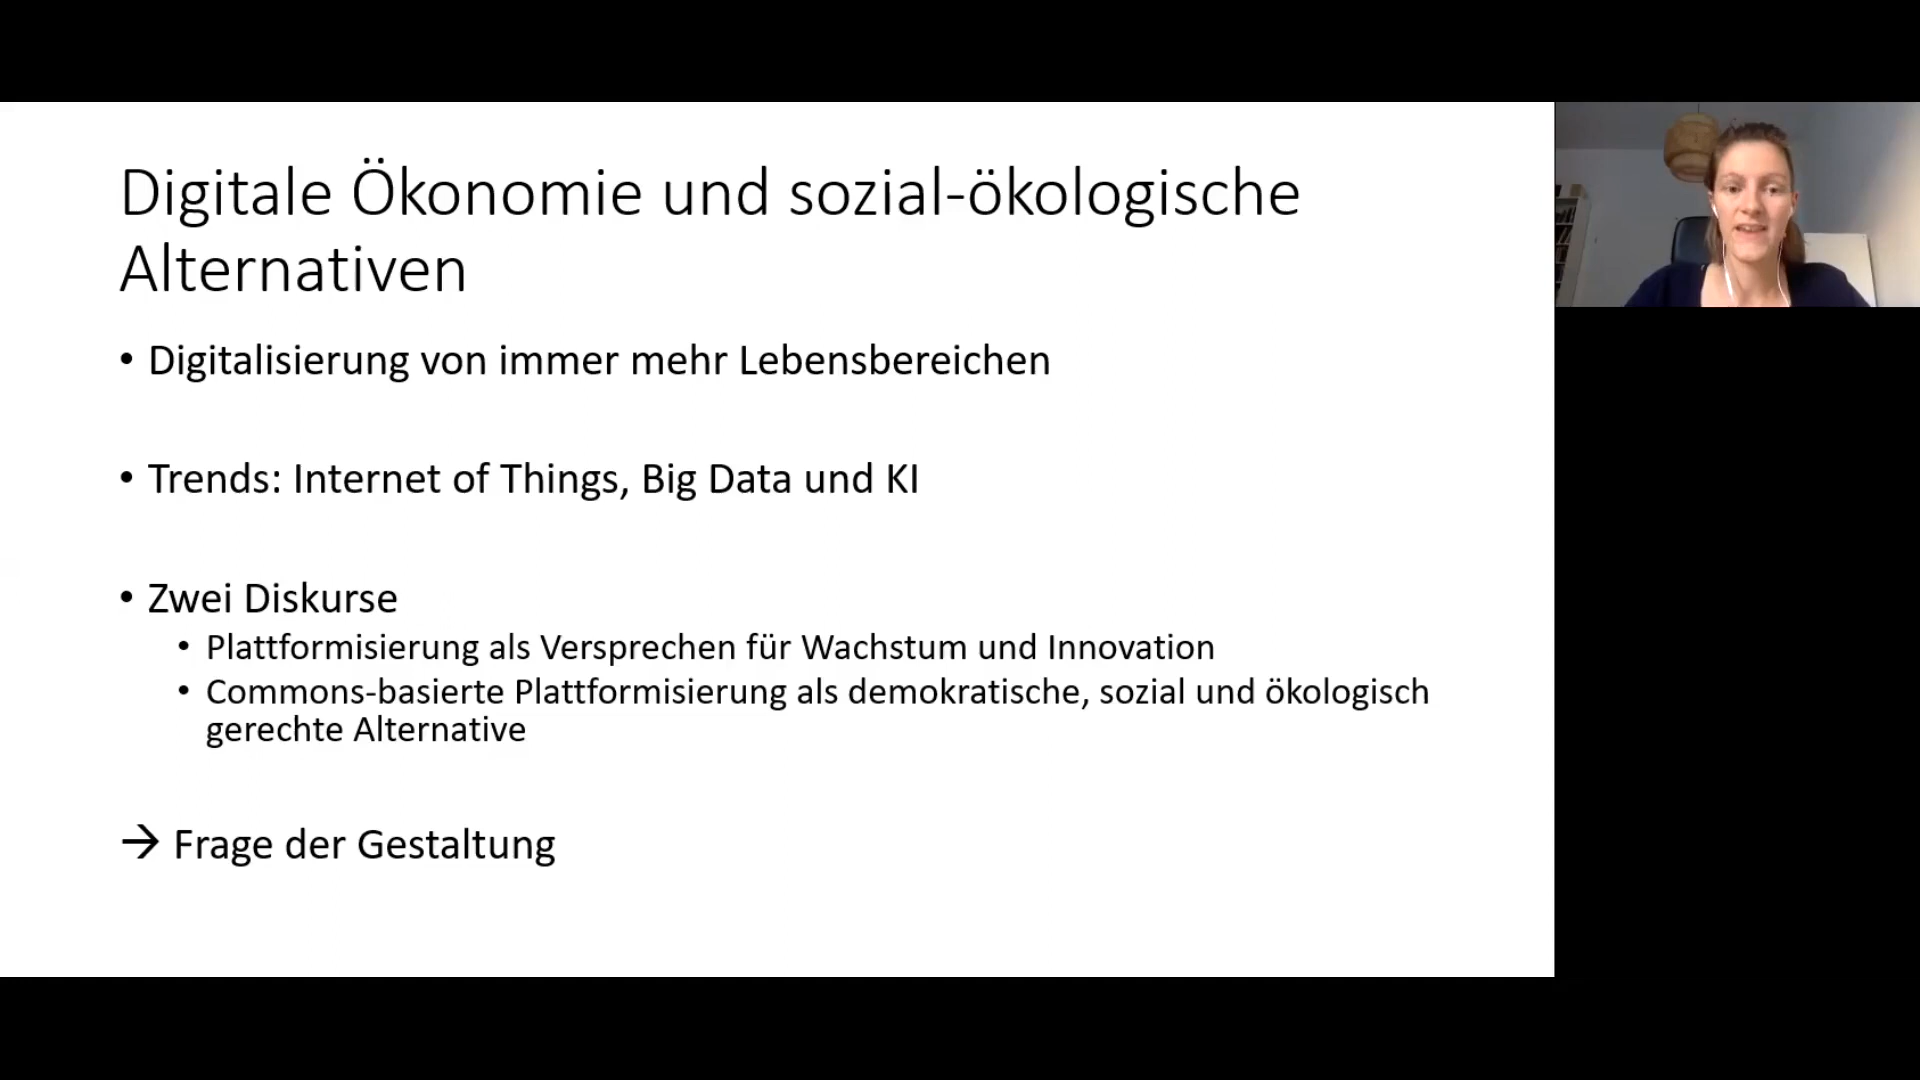 Digitale Ökonomie und sozial-ökologische
Alternativen
• Digitalisierung von immer mehr Lebensbereichen
• Trends: Internet of Things, Big Data und KI
• Zwei Diskurse
• Plattformisierung als Versprechen für Wachstum und Innovation
• Commons-basierte Plattformisierung als demokratische, sozial und ökologisch
gerechte Alternative
→ Frage der Gestaltung